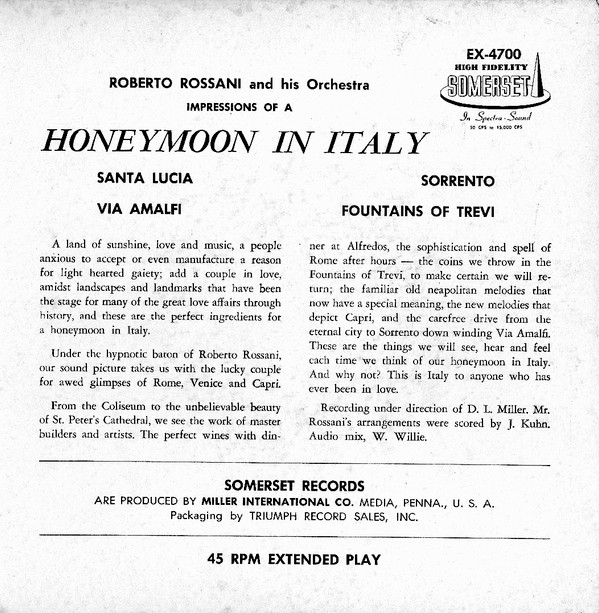 EX-4700
HIGH FIDELITY
SOMERSET
In Spectra-Sound
30 CPS to 15,000 CPS
ROBERTO ROSSANI and his Orchestra
IMPRESSIONS OF A
HONEYMOON IN ITALY
SANTA LUCIA
SORRENTO
VIA AMALFI
FOUNTAINS OF TREVI
A land of sunshine, love and music, a people
anxious to accept or even manufacture a reason
for light hearted gaiety; add a couple in love,
amidst landscapes and landmarks that have been
the stage for many of the great love affairs through
history, and these are the perfect ingredients for
a honeymoon in Italy.
Under the hypnotic baton of Roberto Rossani,
our sound picture takes us with the lucky couple
for awed glimpses of Rome, Venice and Capri.
From the Coliseum to the unbelievable beauty
of St. Peter's Cathedral, we see the work of master
builders and artists. The perfect wines with din-
ner at Alfredos, the sophistication and spell of
Rome after hours — the coins we throw in the
Fountains of Trevi, to make certain we will re-
turn; the familiar old neapolitan melodies that
now have a special meaning, the new melodies that
depict Capri, and the carefree drive from the
eternal city to Sorrento down winding Via Amalfi.
These are the things we will see, hear and feel
each time we think of our honeymoon in Italy.
And why not? This is Italy to anyone who has
ever been in love.
Recording under direction of D. L. Miller. Mr.
Rossani's arrangements were scored by J. Kuhn.
Audio mix, W. Willie.
SOMERSET RECORDS
ARE PRODUCED BY MILLER INTERNATIONAL CO. MEDIA, PENNA., U. S. A.
Packaging by TRIUMPH RECORD SALES, INC.
45 RPM EXTENDED PLAY